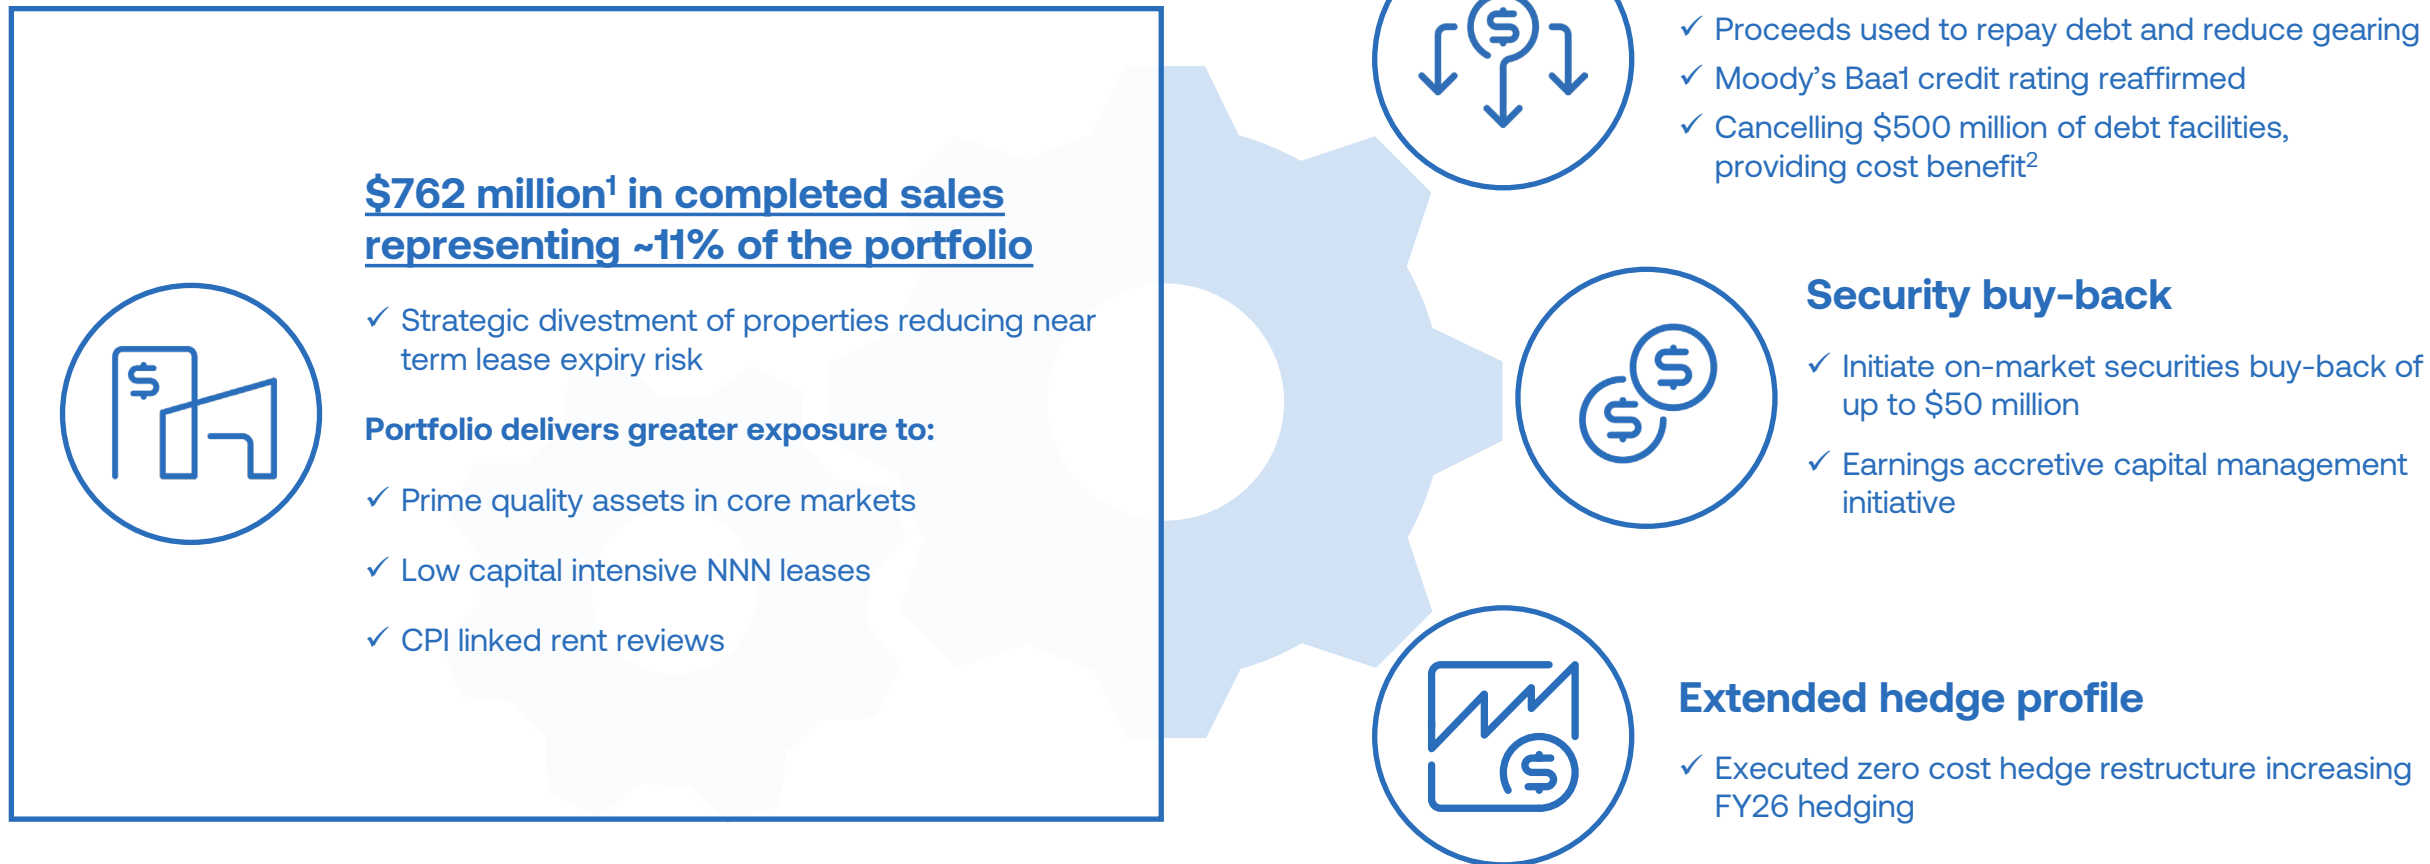 $762 million¹ in completed sales
representing ~11% of the portfolio
✓ Strategic divestment of properties reducing near
term lease expiry risk
Portfolio delivers greater exposure to:
✓ Prime quality assets in core markets
✓ Low capital intensive NNN leases
✓ CPI linked rent reviews
✓ Proceeds used to repay debt and reduce gearing
✓ Moody’s Baa1 credit rating reaffirmed
✓ Cancelling $500 million of debt facilities,
providing cost benefit²
Security buy-back
✓ Initiate on-market securities buy-back of
up to $50 million
✓ Earnings accretive capital management
initiative
Extended hedge profile
✓ Executed zero cost hedge restructure increasing
FY26 hedging